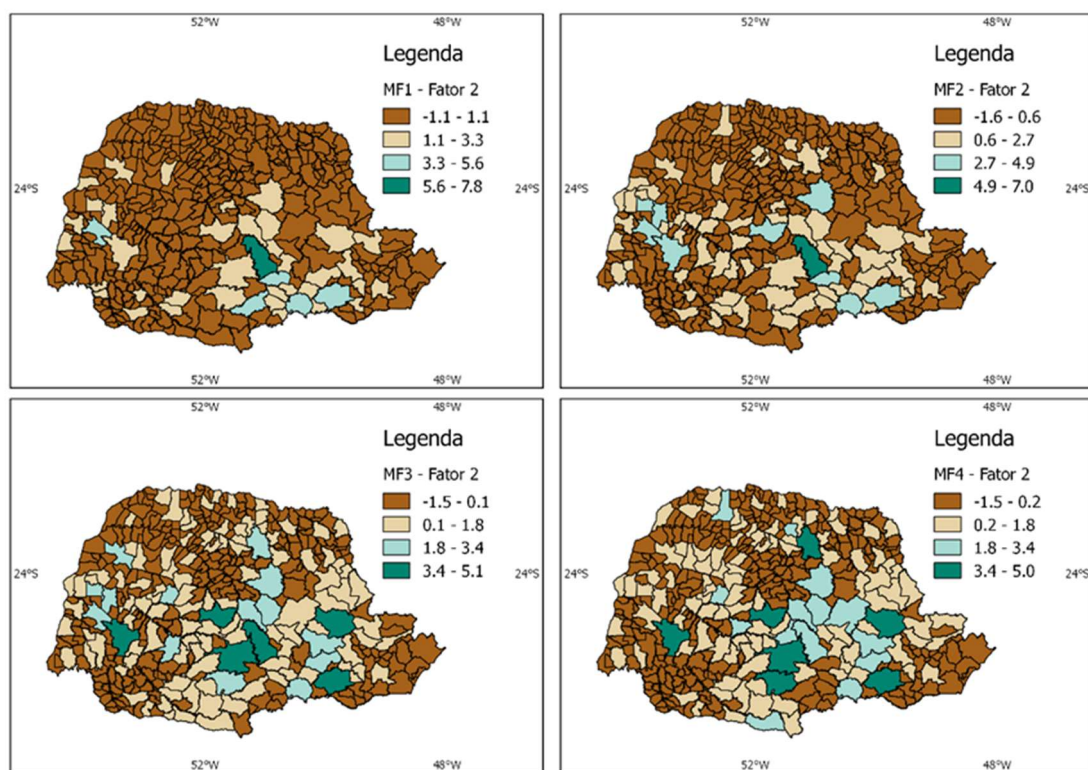 52°W 48°W
Legenda
MF1 - Fator 2
-1.1 - 1.1
1.1 - 3.3
3.3 - 5.6
5.6 - 7.8
24°S
52°W 48°W
52°W 48°W
Legenda
MF2 - Fator 2
-1.6 - 0.6
0.6 - 2.7
2.7 - 4.9
4.9 - 7.0
24°S 24°S
52°W 48°W
52°W 48°W
Legenda
MF3 - Fator 2
-1.5 - 0.1
0.1 - 1.8
1.8 - 3.4
3.4 - 5.1
24°S
52°W
52°W 48°W
Legenda
MF4 - Fator 2
-1.5 - 0.2
0.2 - 1.8
1.8 - 3.4
3.4 - 5.0
24°S 24°S
52°W 48°W